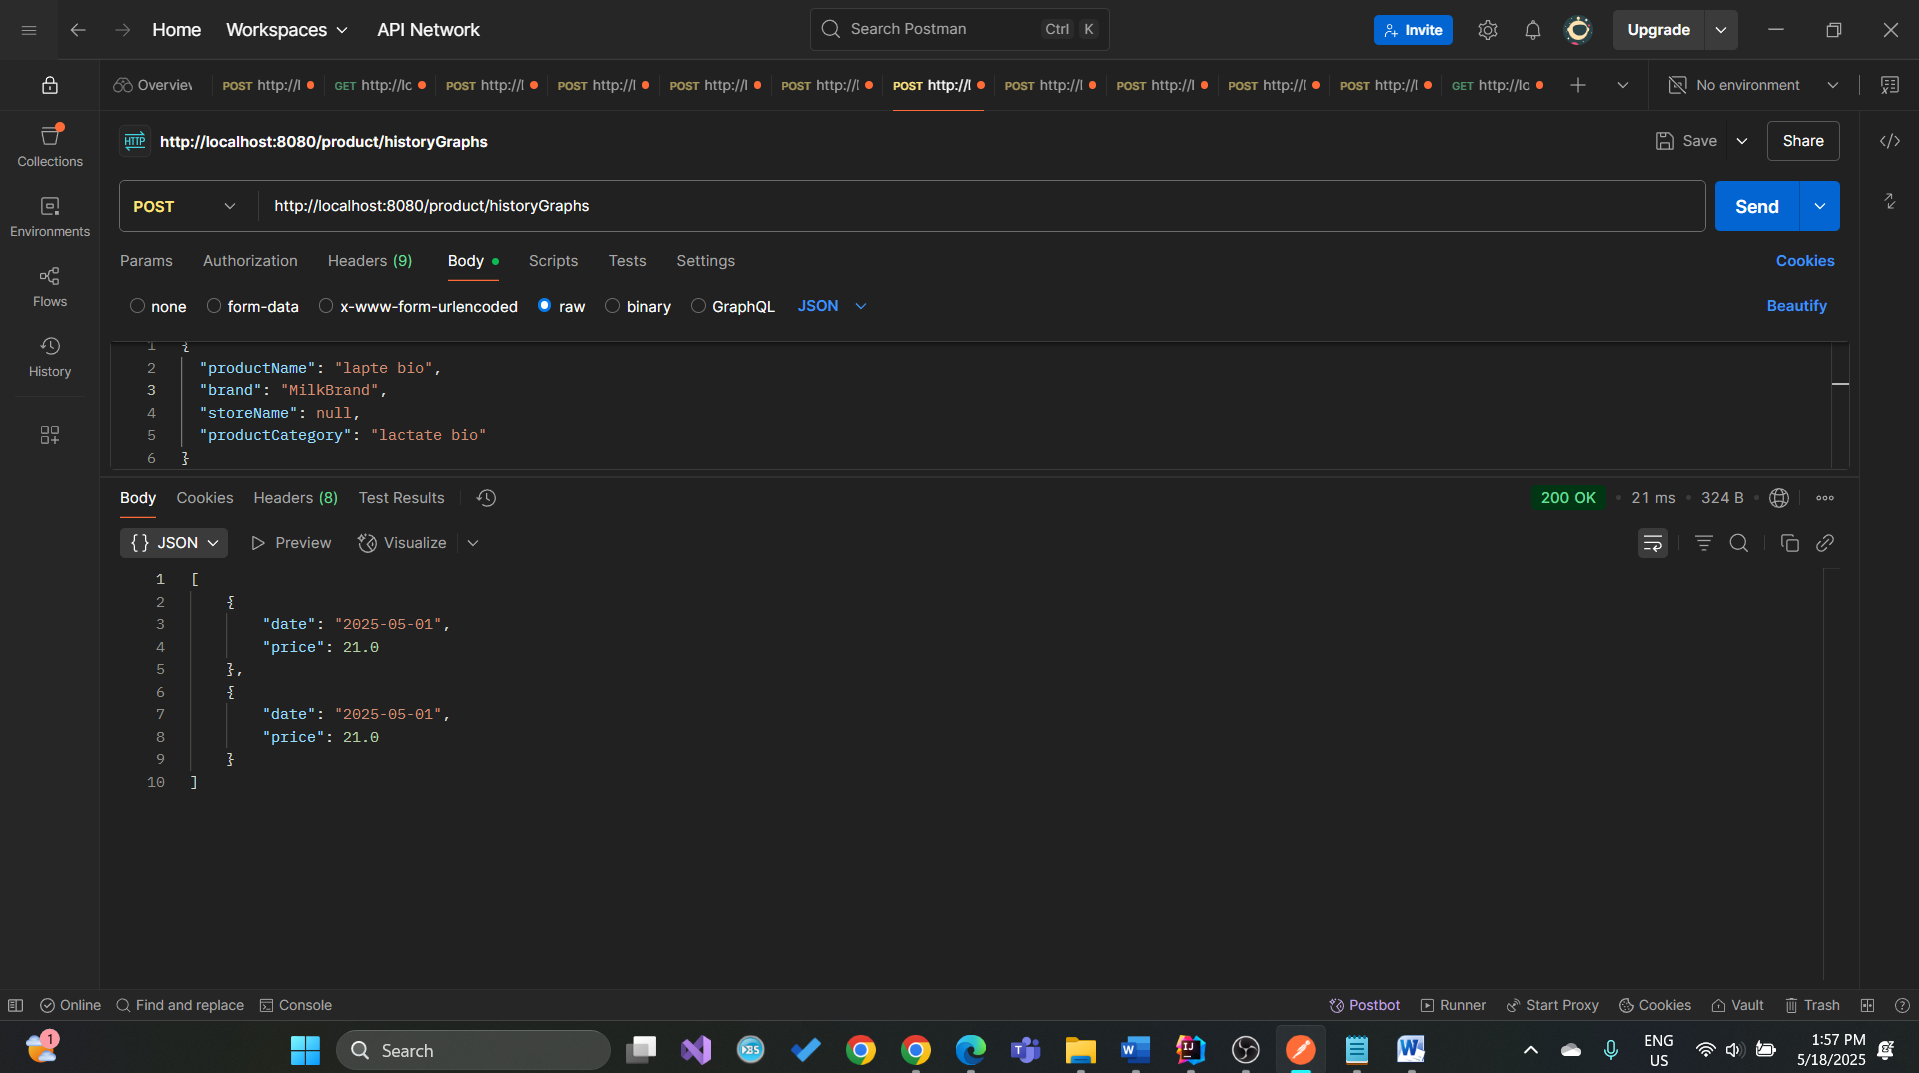 Home Workspaces API Network Search Postman Ctrl K Invite Upgrade
Overview POST http://l GET http://lc POST http://l POST http://l POST http://l POST http://l POST http://l POST http://l POST http://l POST http://l POST http://l GET http://lo No environment
Collections
Environments
Flows
History
HTTP http://localhost:8080/product/historyGraphs Save Share
POST http://localhost:8080/product/historyGraphs Send
Params Authorization Headers (9) Body Scripts Tests Settings Cookies
none form-data x-www-form-urlencoded raw binary GraphQL JSON Beautify
1 {
2 "productName": "lapte bio",
3 "brand": "MilkBrand",
4 "storeName": null,
5 "productCategory": "lactate bio"
6 }
Body Cookies Headers (8) Test Results 200 OK • 21 ms • 324 B
{} JSON Preview Visualize
1 [
2 {
3 "date": "2025-05-01",
4 "price": 21.0
5 },
6 {
7 "date": "2025-05-01",
8 "price": 21.0
9 }
10 ]
Online Find and replace Console Postbot Runner Start Proxy Cookies Vault Trash
1 Search ENG US 1:57 PM 5/18/2025